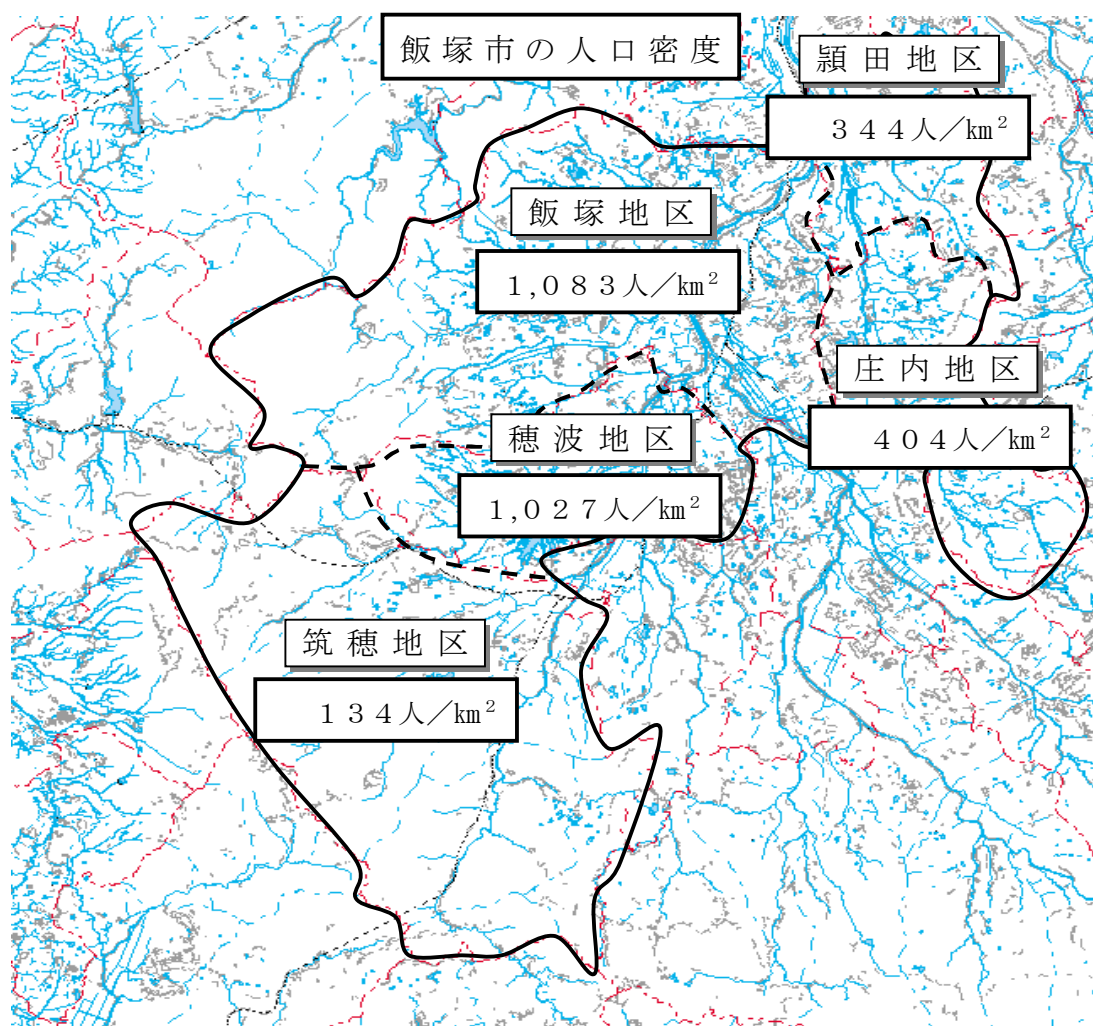 飯塚市の人口密度
頴田地区
344人／km²
飯塚地区
1,083人／km²
庄内地区
404人／km²
穂波地区
1,027人／km²
筑穂地区
134人／km²